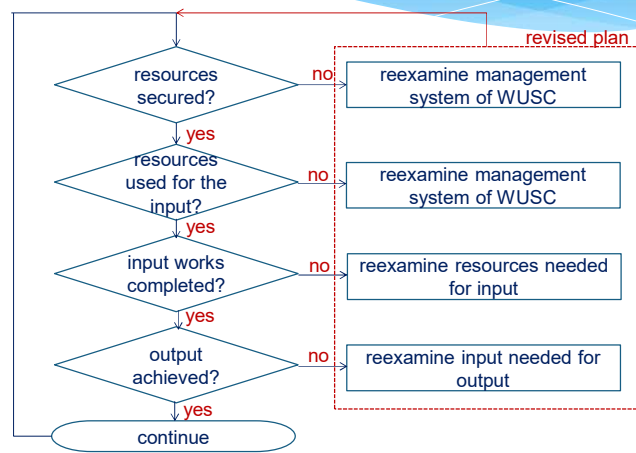 revised plan
resources
secured?
no
reexamine management
system of WUSC
yes
resources
used for the
input?
no
reexamine management
system of WUSC
yes
input works
completed?
no
reexamine resources needed
for input
yes
output
achieved?
no
reexamine input needed for
output
yes
continue